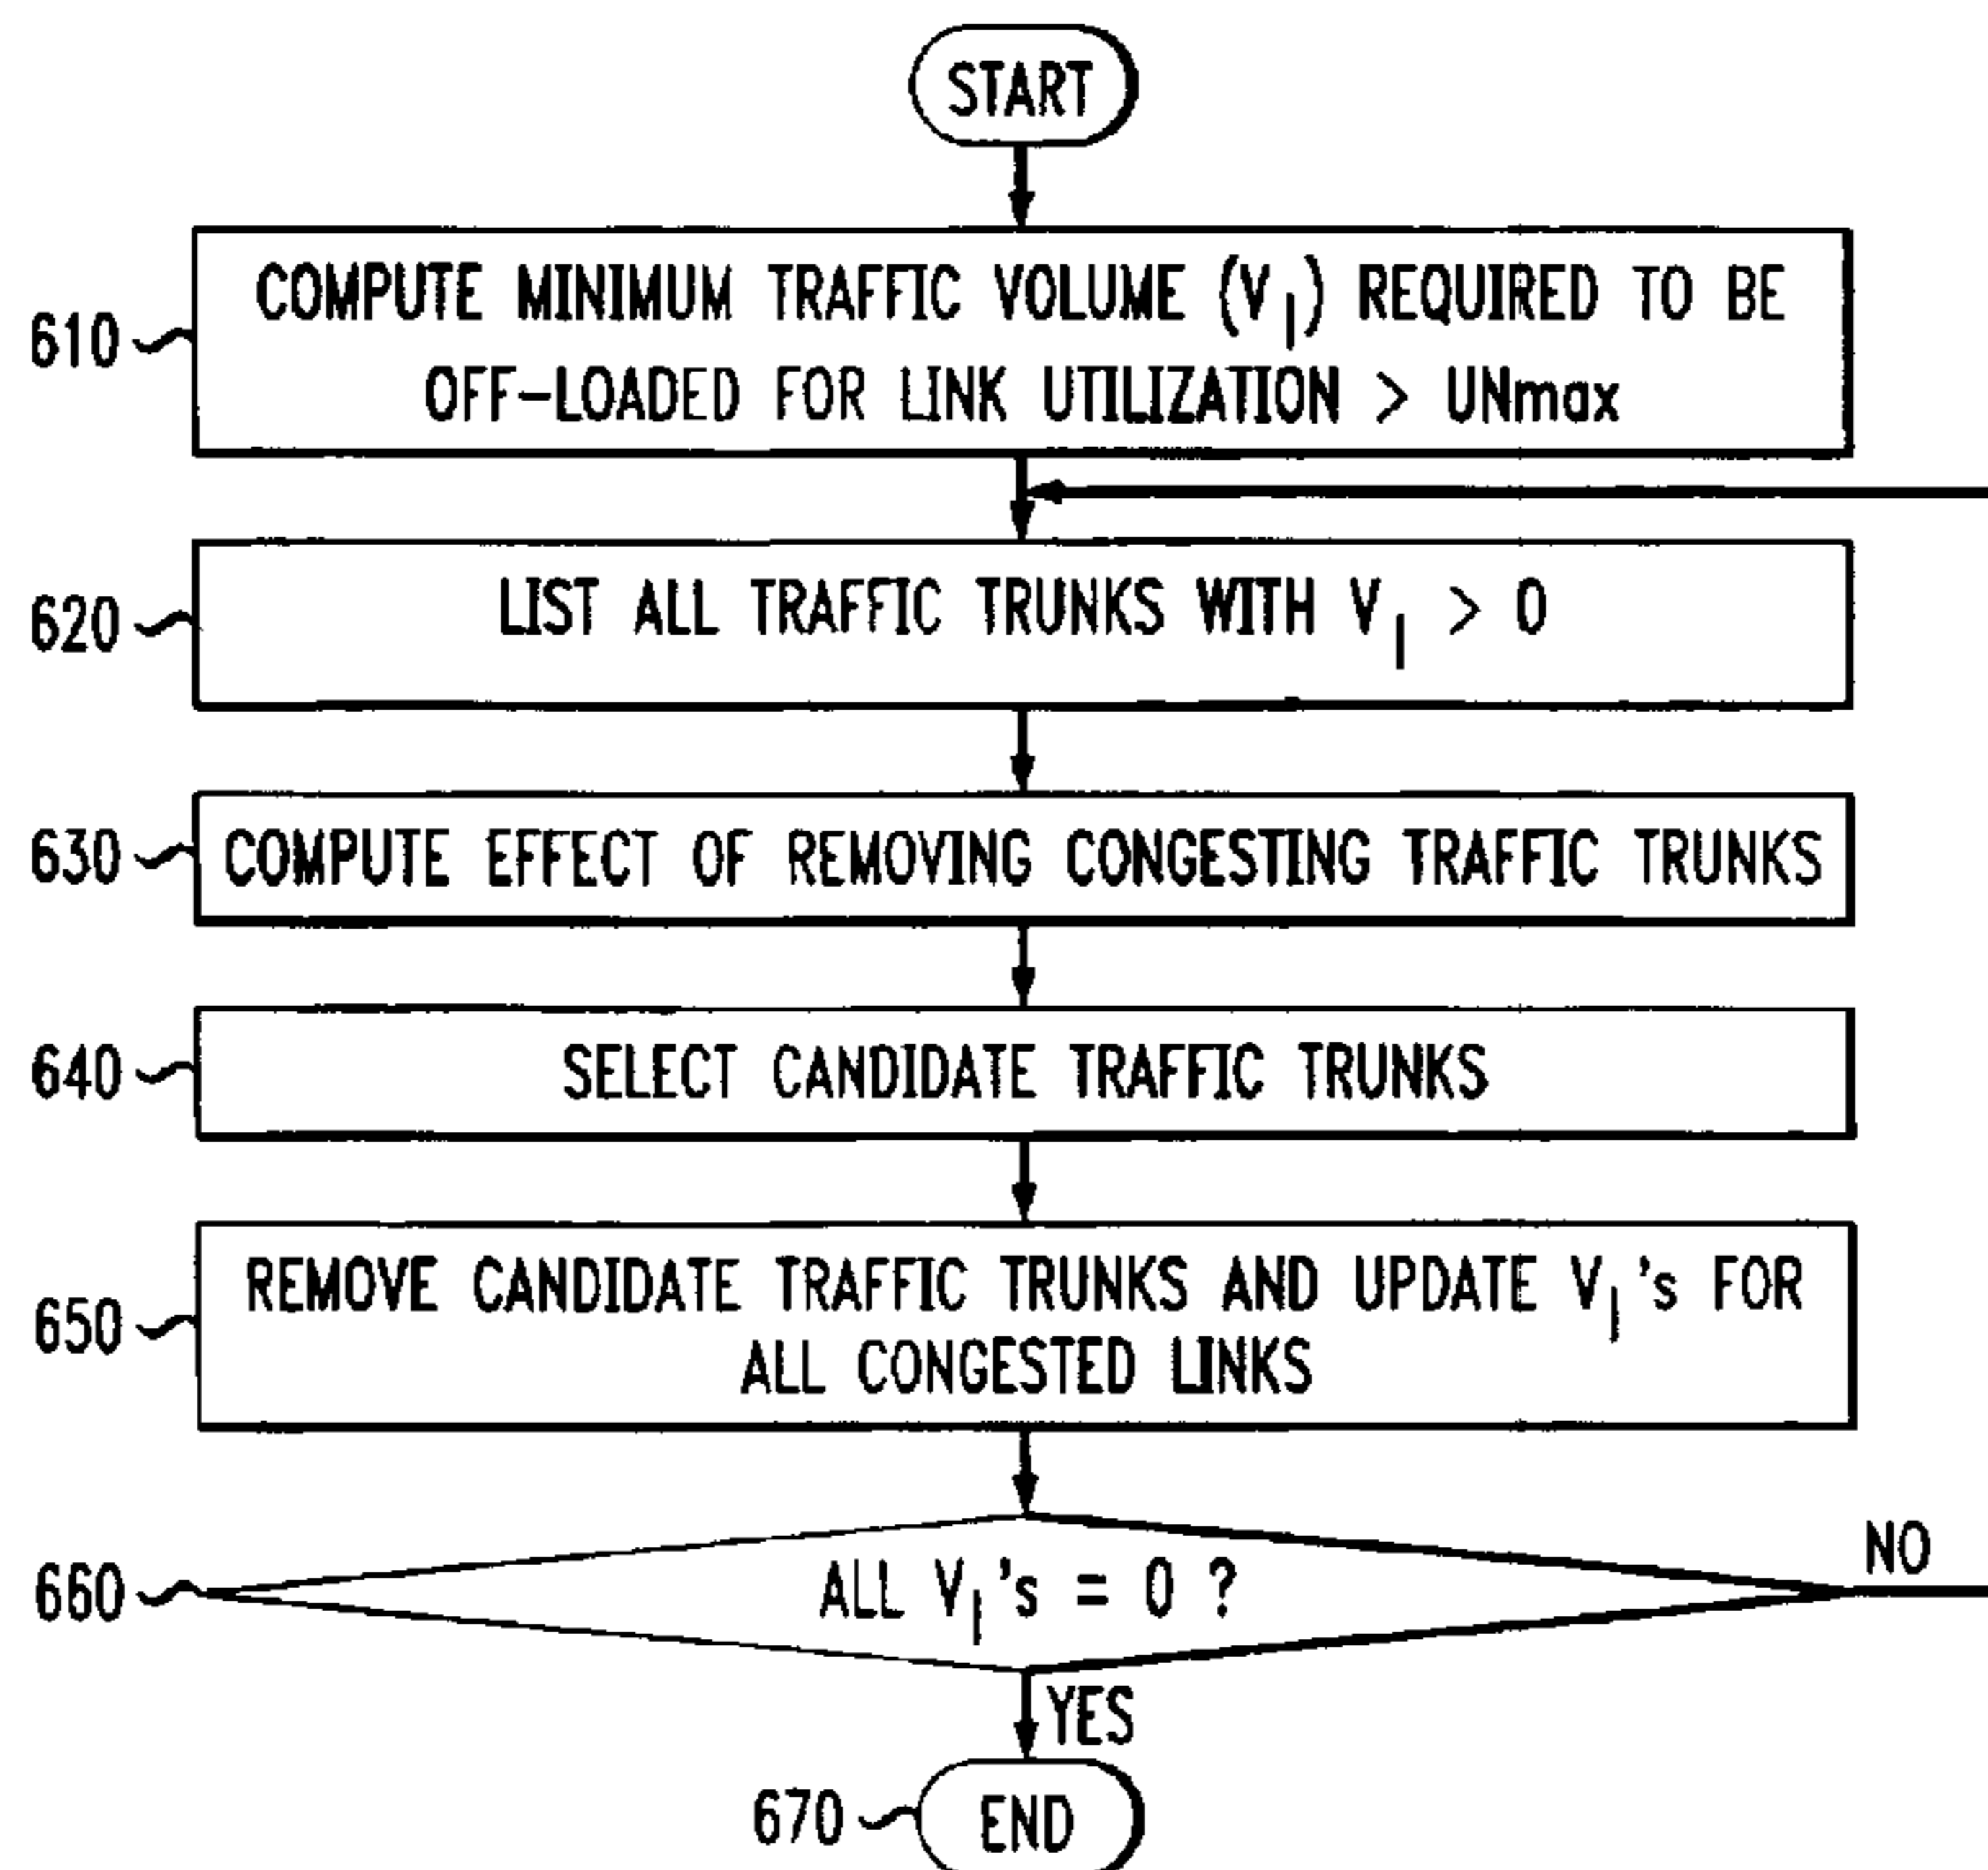 START
610
COMPUTE MINIMUM TRAFFIC VOLUME (V_l) REQUIRED TO BE
OFF-LOADED FOR LINK UTILIZATION > UNmax
620
LIST ALL TRAFFIC TRUNKS WITH V_l > 0
630
COMPUTE EFFECT OF REMOVING CONGESTING TRAFFIC TRUNKS
640
SELECT CANDIDATE TRAFFIC TRUNKS
650
REMOVE CANDIDATE TRAFFIC TRUNKS AND UPDATE V_l's FOR
ALL CONGESTED LINKS
660
ALL V_l's = 0 ?
NO
YES
670
END